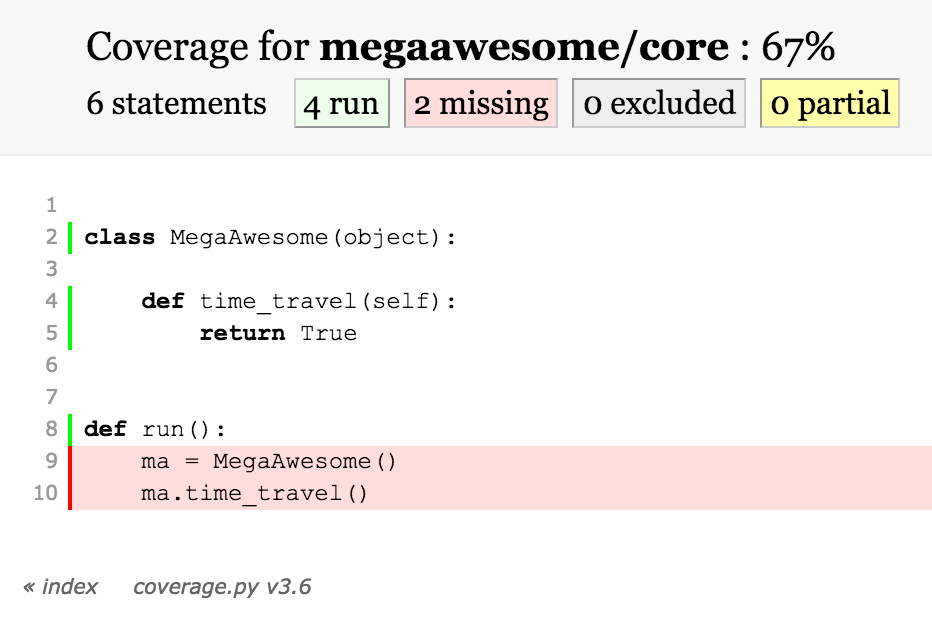 Coverage for megaawesome/core : 67%
6 statements 4 run 2 missing 0 excluded 0 partial
1
2 class MegaAwesome(object):
3
4     def time_travel(self):
5         return True
6
7
8 def run():
9     ma = MegaAwesome()
10     ma.time_travel()
« index coverage.py v3.6